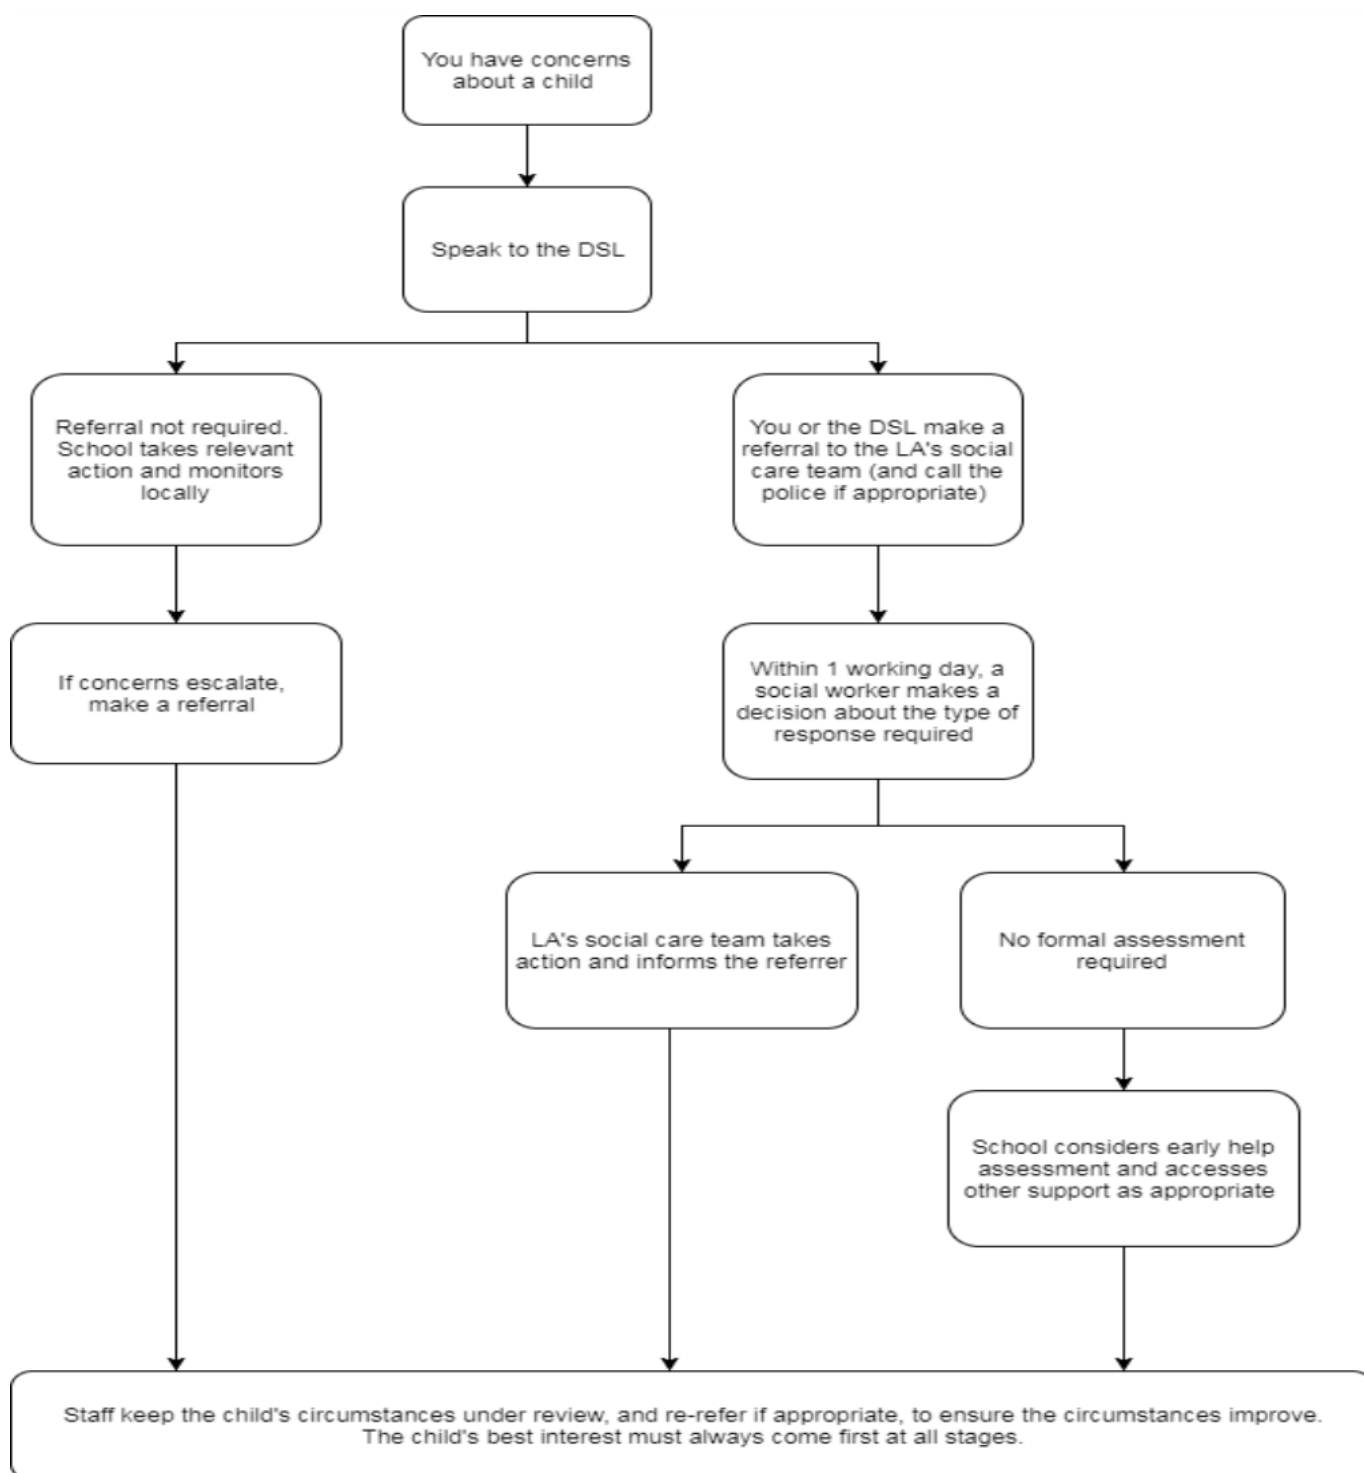 You have concerns
about a child
Speak to the DSL
Referral not required.
School takes relevant
action and monitors
locally
You or the DSL make a
referral to the LA's social
care team (and call the
police if appropriate)
If concerns escalate,
make a referral
Within 1 working day, a
social worker makes a
decision about the type of
response required
LA's social care team takes
action and informs the referrer
No formal assessment
required
School considers early help
assessment and accesses
other support as appropriate
Staff keep the child's circumstances under review, and re-refer if appropriate, to ensure the circumstances improve.
The child's best interest must always come first at all stages.